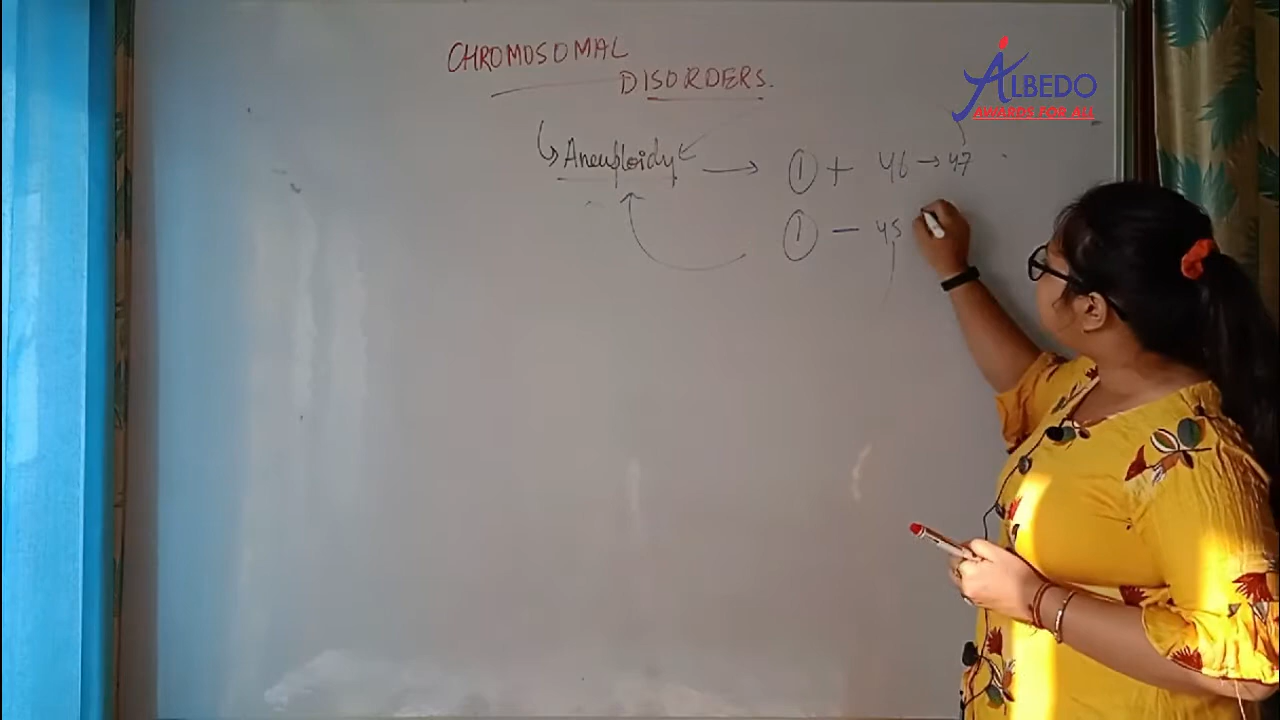 CHROMOSOMAL
DISORDERS.
ALBEDO
AWARDS FOR ALL
↳ Aneuploidy → ① + 46 → 47
① - 45